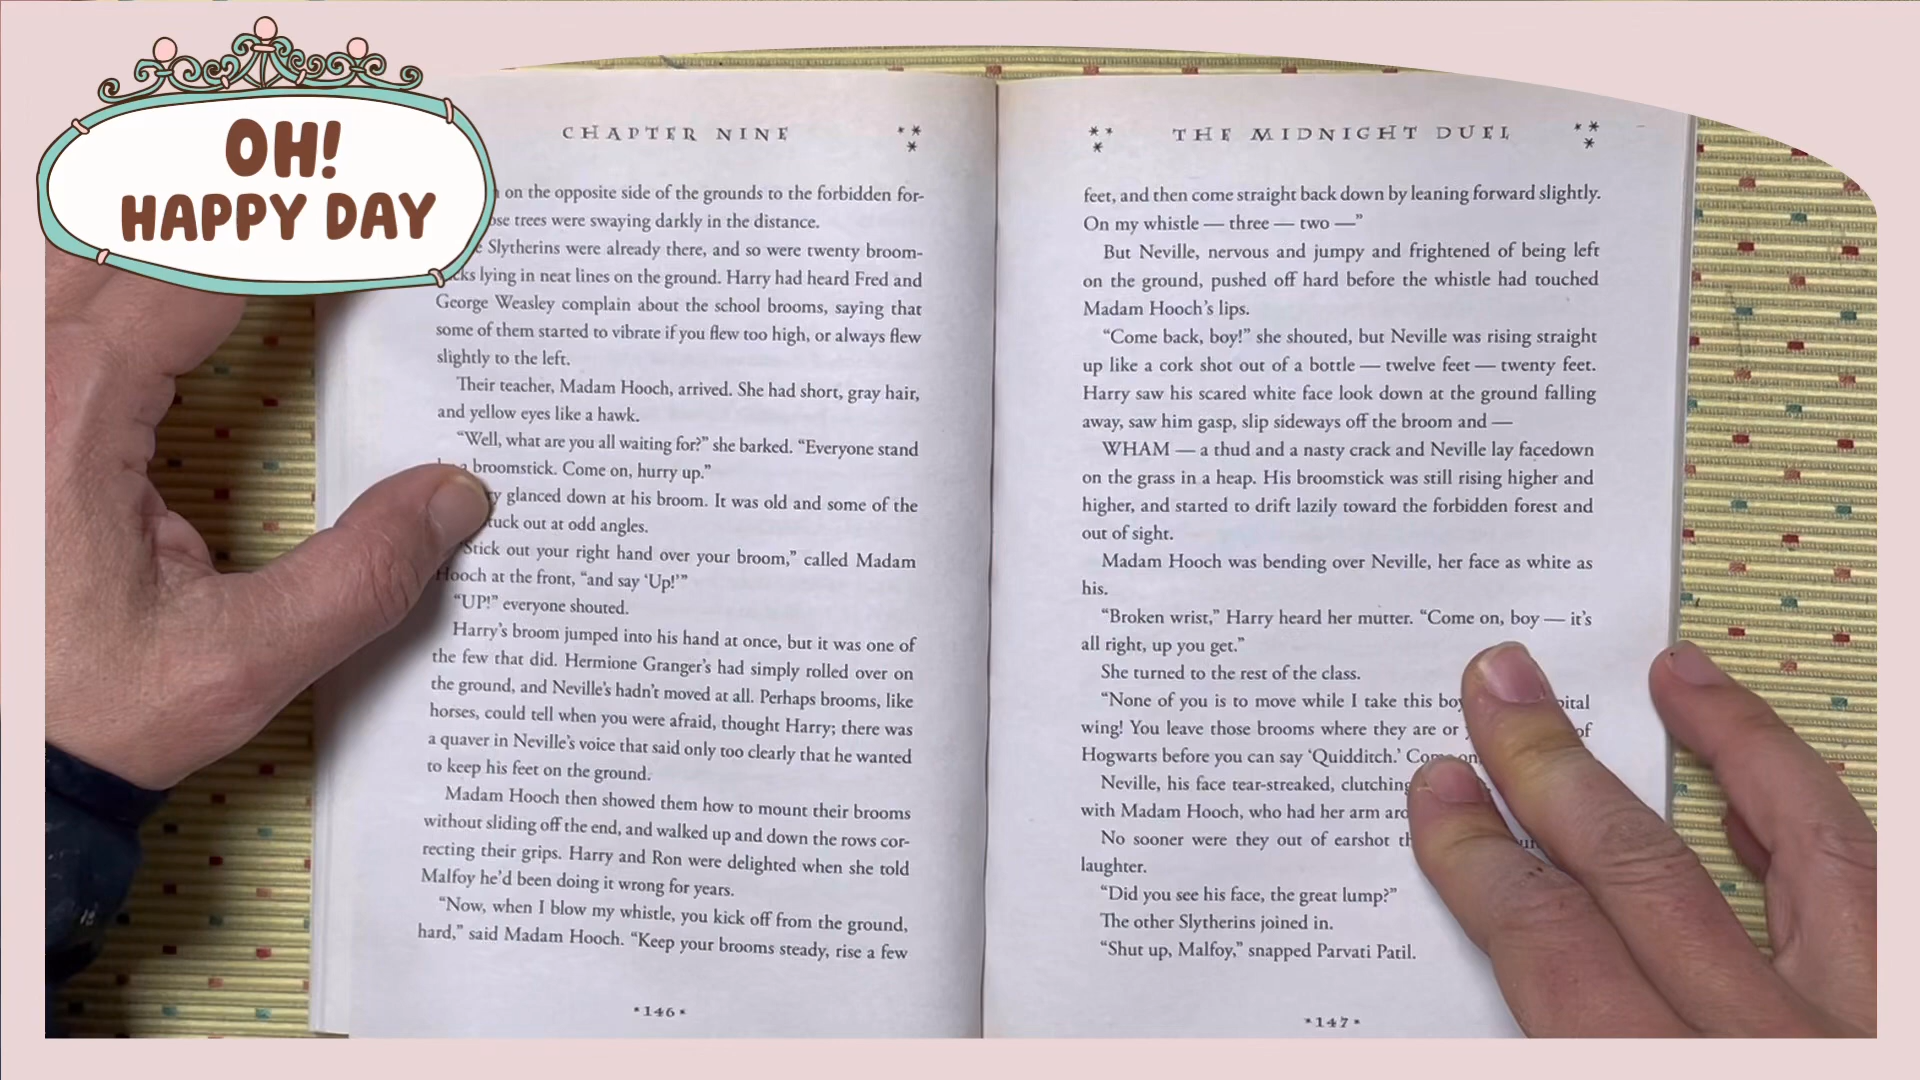 OH!
HAPPY DAY
CHAPTER NINE
on the opposite side of the grounds to the forbidden for-
trees were swaying darkly in the distance.
Slytherins were already there, and so were twenty broom-
lying in neat lines on the ground. Harry had heard Fred and
George Weasley complain about the school brooms, saying that
some of them started to vibrate if you flew too high, or always flew
slightly to the left.
Their teacher, Madam Hooch, arrived. She had short, gray hair,
and yellow eyes like a hawk.
“Well, what are you all waiting for?” she barked. “Everyone stand
broomstick. Come on, hurry up.”
glanced down at his broom. It was old and some of the
stuck out at odd angles.
“Stick out your right hand over your broom,” called Madam
Hooch at the front, “and say ‘Up!’”
“UP!” everyone shouted.
Harry’s broom jumped into his hand at once, but it was one of
the few that did. Hermione Granger’s had simply rolled over on
the ground, and Neville’s hadn’t moved at all. Perhaps brooms, like
horses, could tell when you were afraid, thought Harry; there was
a quaver in Neville’s voice that said only too clearly that he wanted
to keep his feet on the ground.
Madam Hooch then showed them how to mount their brooms
without sliding off the end, and walked up and down the rows cor-
recting their grips. Harry and Ron were delighted when she told
Malfoy he’d been doing it wrong for years.
“Now, when I blow my whistle, you kick off from the ground,
hard,” said Madam Hooch. “Keep your brooms steady, rise a few
*146*
THE MIDNIGHT DUEL
feet, and then come straight back down by leaning forward slightly.
On my whistle — three — two —”
But Neville, nervous and jumpy and frightened of being left
on the ground, pushed off hard before the whistle had touched
Madam Hooch’s lips.
“Come back, boy!” she shouted, but Neville was rising straight
up like a cork shot out of a bottle — twelve feet — twenty feet.
Harry saw his scared white face look down at the ground falling
away, saw him gasp, slip sideways off the broom and —
WHAM — a thud and a nasty crack and Neville lay facedown
on the grass in a heap. His broomstick was still rising higher and
higher, and started to drift lazily toward the forbidden forest and
out of sight.
Madam Hooch was bending over Neville, her face as white as
his.
“Broken wrist,” Harry heard her mutter. “Come on, boy — it’s
all right, up you get.”
She turned to the rest of the class.
“None of you is to move while I take this boy
wing! You leave those brooms where they are or of
Hogwarts before you can say ‘Quidditch.’ Come on
Neville, his face tear-streaked, clutching
with Madam Hooch, who had her arm
No sooner were they out of earshot
laughter.
“Did you see his face, the great lump?”
The other Slytherins joined in.
“Shut up, Malfoy,” snapped Parvati Patil.
*147*